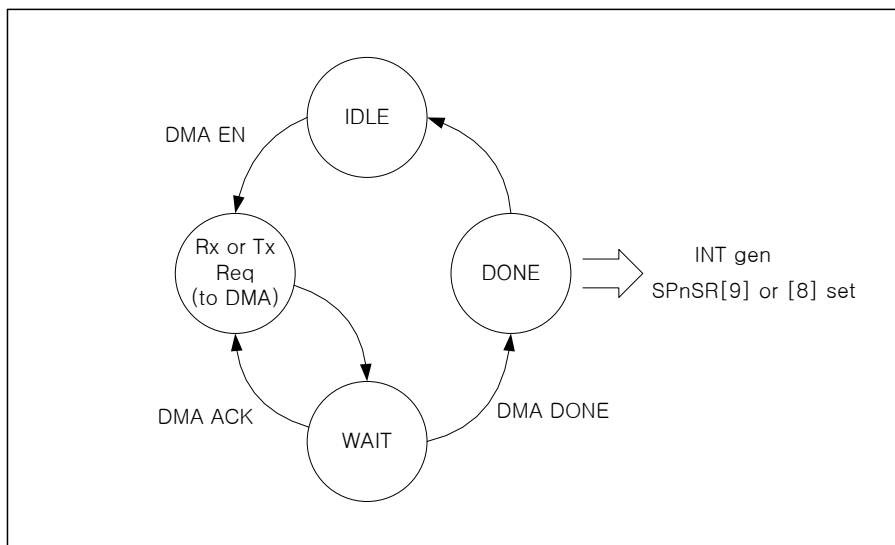 IDLE
DMA EN
Rx or Tx
Req
(to DMA)
DONE
INT gen
SPnSR[9] or [8] set
DMA ACK
DMA DONE
WAIT